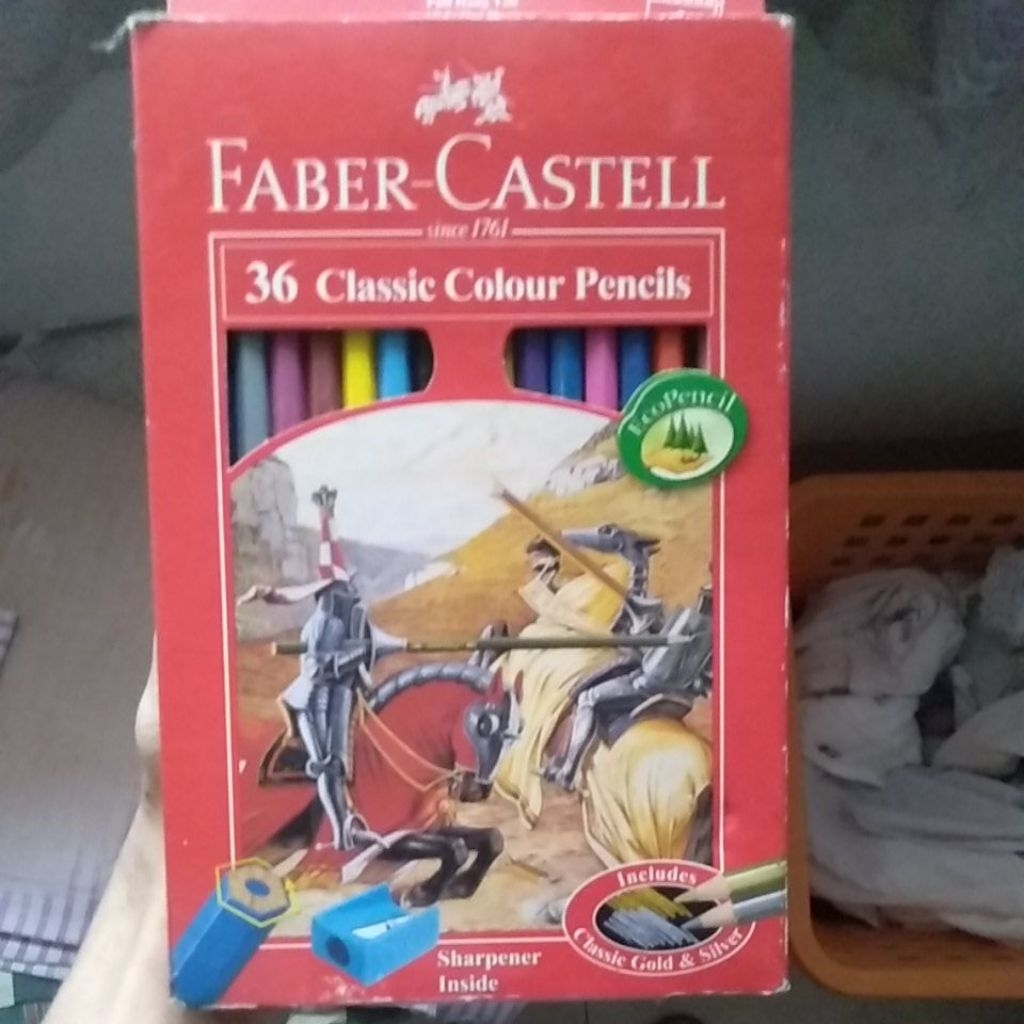 FABER-CASTELL
since 1761
36 Classic Colour Pencils
EcoPencil
Includes
Classic Gold & Silver
Sharpener
Inside